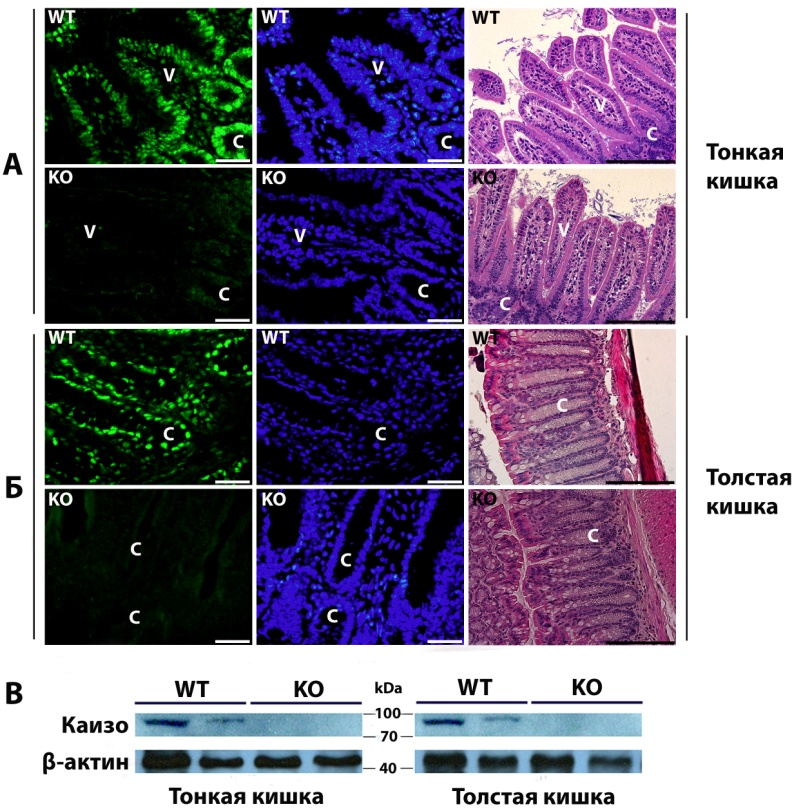 WT WT WT
V V V
C C C
А
Тонкая
кишка
KO KO KO
V V V
C C C
WT WT WT
C C C
Б
Толстая
кишка
KO KO KO
C C C
C C
В
WT KO kDa WT KO
Каизо
100
70
β-актин
40
Тонкая кишка Толстая кишка